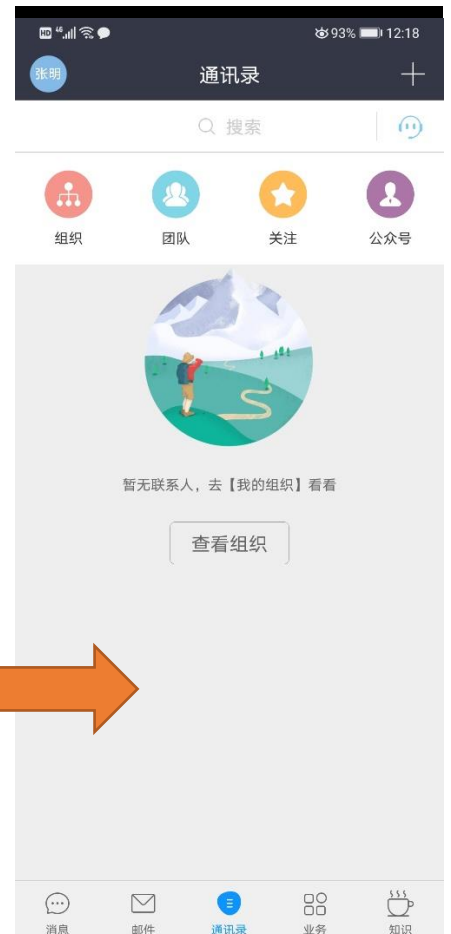 HD 46 93% 12:18
张明 通讯录
搜索
组织 团队 关注 公众号
暂无联系人，去【我的组织】看看
查看组织
消息 邮件 通讯录 业务 知识